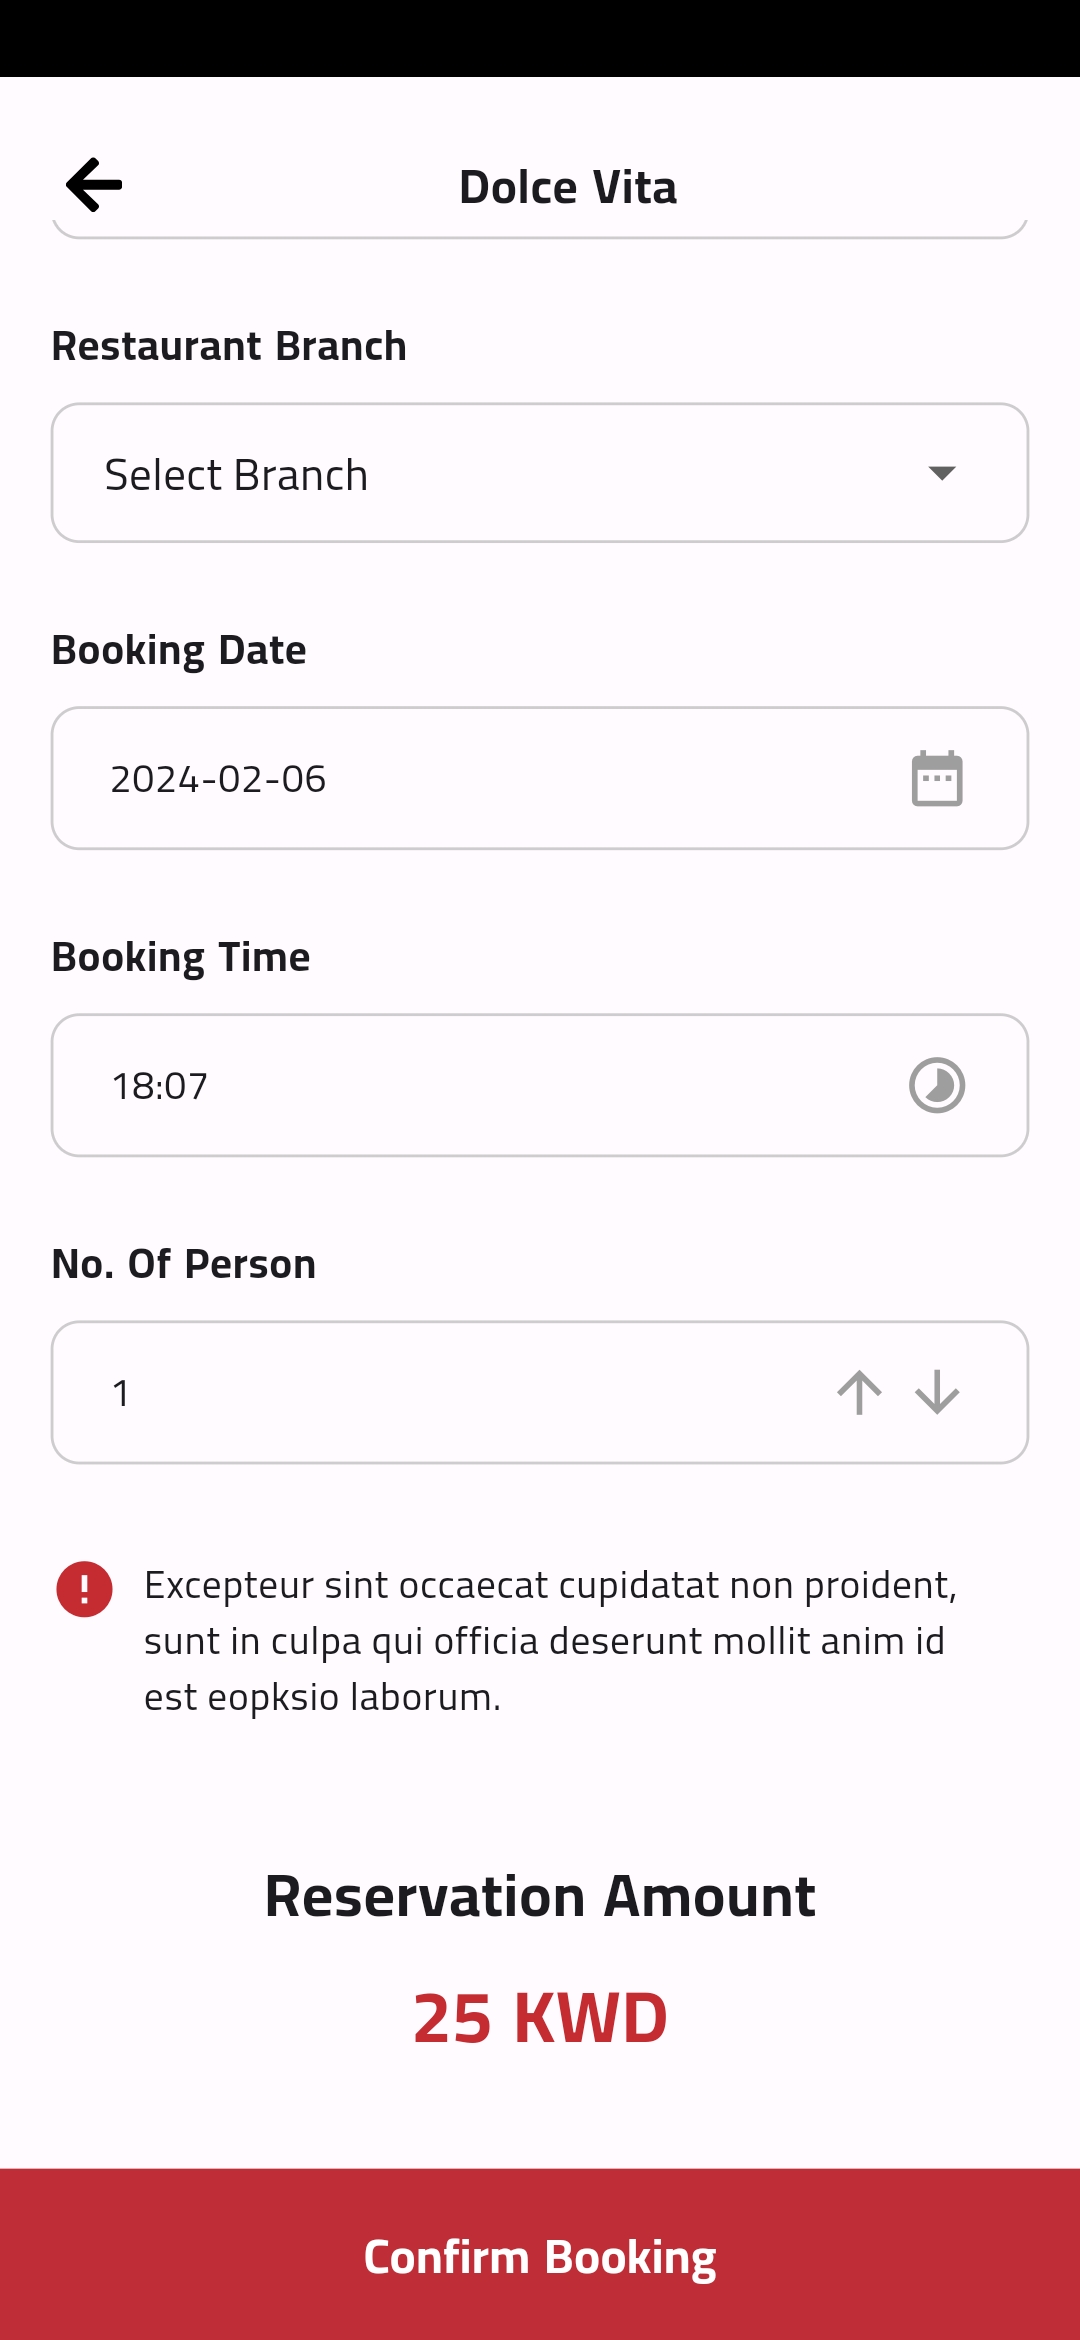 Dolce Vita
Restaurant Branch
Select Branch
Booking Date
2024-02-06
Booking Time
18:07
No. Of Person
1
Excepteur sint occaecat cupidatat non proident,
sunt in culpa qui officia deserunt mollit anim id
est eopksio laborum.
Reservation Amount
25 KWD
Confirm Booking